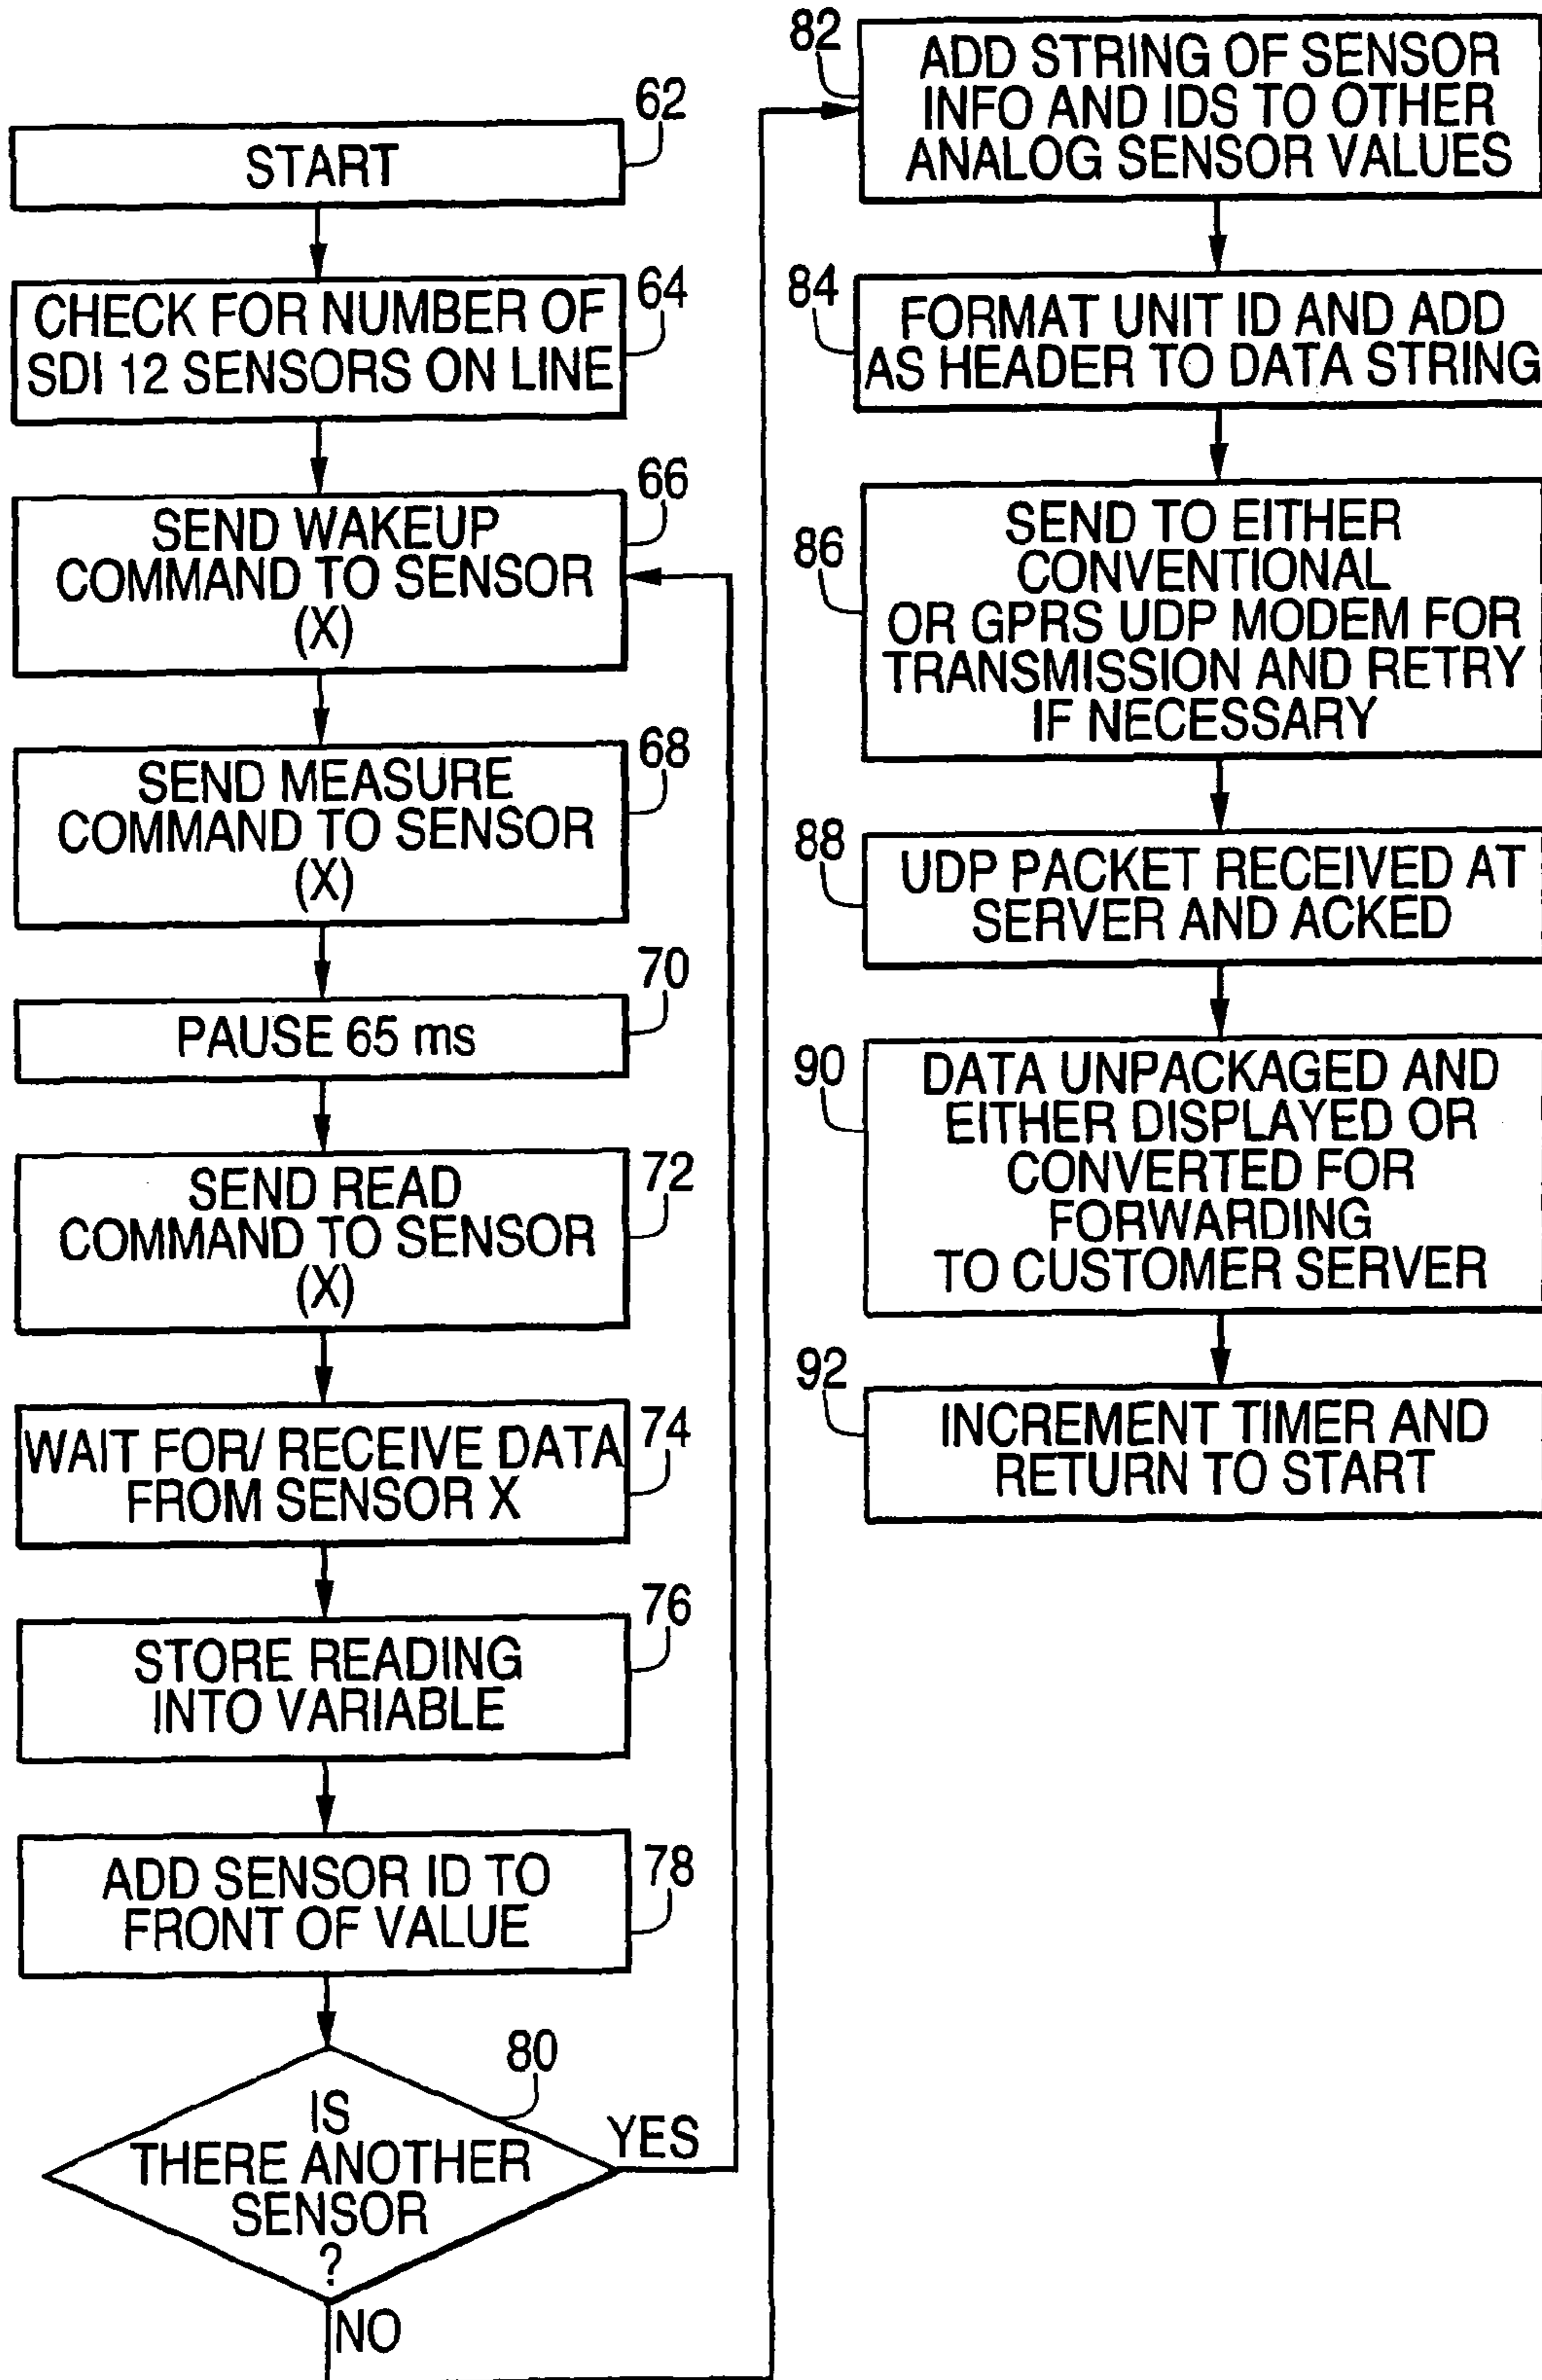 62
START
64
CHECK FOR NUMBER OF
SDI 12 SENSORS ON LINE
66
SEND WAKEUP
COMMAND TO SENSOR
(X)
68
SEND MEASURE
COMMAND TO SENSOR
(X)
70
PAUSE 65 ms
72
SEND READ
COMMAND TO SENSOR
(X)
74
WAIT FOR/ RECEIVE DATA
FROM SENSOR X
76
STORE READING
INTO VARIABLE
78
ADD SENSOR ID TO
FRONT OF VALUE
80
IS
THERE ANOTHER
SENSOR
?
YES
NO
82
ADD STRING OF SENSOR
INFO AND IDS TO OTHER
ANALOG SENSOR VALUES
84
FORMAT UNIT ID AND ADD
AS HEADER TO DATA STRING
86
SEND TO EITHER
CONVENTIONAL
OR GPRS UDP MODEM FOR
TRANSMISSION AND RETRY
IF NECESSARY
88
UDP PACKET RECEIVED AT
SERVER AND ACKED
90
DATA UNPACKAGED AND
EITHER DISPLAYED OR
CONVERTED FOR
FORWARDING
TO CUSTOMER SERVER
92
INCREMENT TIMER AND
RETURN TO START